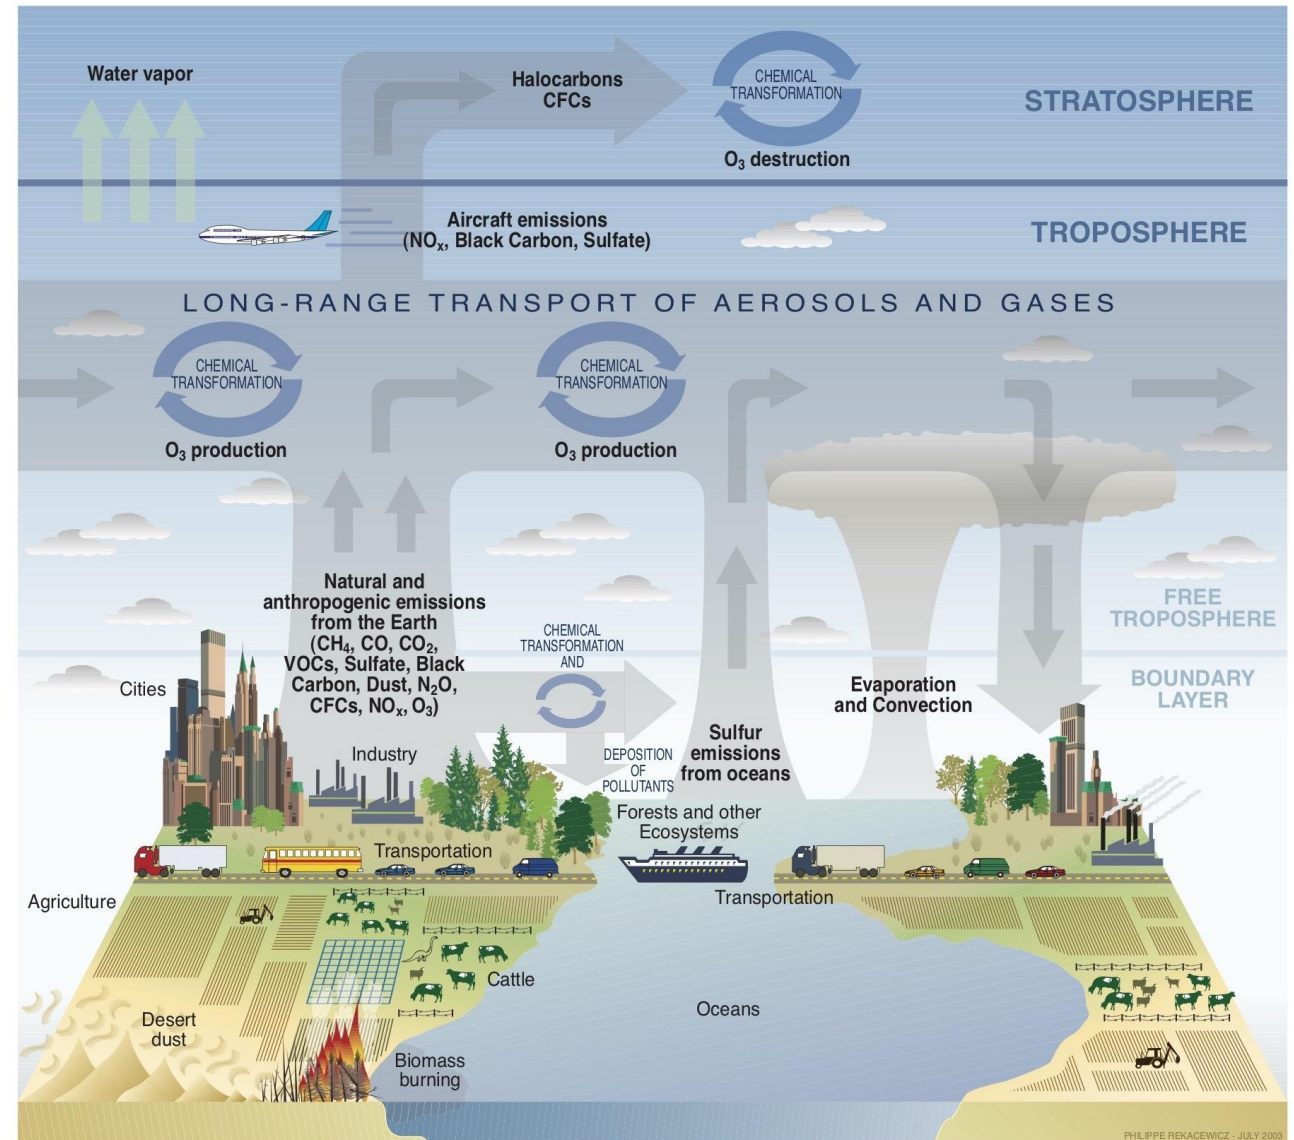 Water vapor
Halocarbons
CFCs
CHEMICAL
TRANSFORMATION
O₃ destruction
STRATOSPHERE
Aircraft emissions
(NOₓ, Black Carbon, Sulfate)
TROPOSPHERE
LONG-RANGE TRANSPORT OF AEROSOLS AND GASES
CHEMICAL
TRANSFORMATION
O₃ production
CHEMICAL
TRANSFORMATION
O₃ production
Natural and
anthropogenic emissions
from the Earth
(CH₄, CO, CO₂,
VOCs, Sulfate, Black
Carbon, Dust, N₂O,
CFCs, NOₓ, O₃)
CHEMICAL
TRANSFORMATION
AND
DEPOSITION
OF
POLLUTANTS
FREE
TROPOSPHERE
BOUNDARY
LAYER
Cities
Industry
Sulfur
emissions
from oceans
Evaporation
and Convection
Forests and other
Ecosystems
Transportation
Transportation
Agriculture
Cattle
Oceans
Desert
dust
Biomass
burning
PHILIPPE REKACEWICZ - JULY 2003